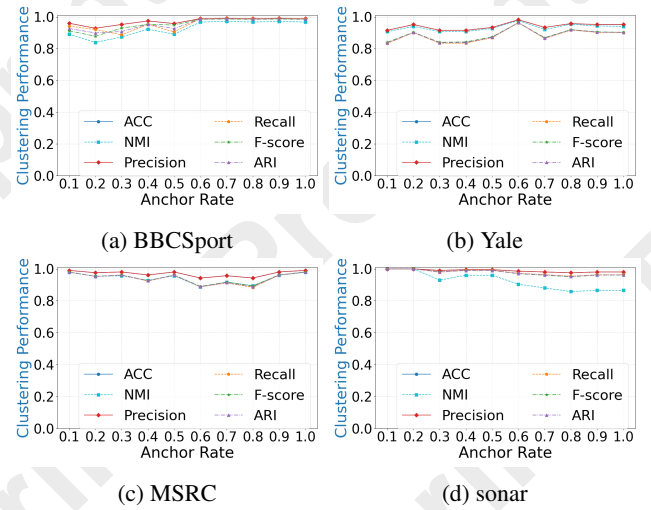 Clustering Performance
1.0
0.8
0.6
0.4
0.2
0.0
ACC
NMI
Precision
Recall
F-score
ARI
0.1 0.2 0.3 0.4 0.5 0.6 0.7 0.8 0.9 1.0
Anchor Rate
(a) BBCSport
Clustering Performance
1.0
0.8
0.6
0.4
0.2
0.0
ACC
NMI
Precision
Recall
F-score
ARI
0.1 0.2 0.3 0.4 0.5 0.6 0.7 0.8 0.9 1.0
Anchor Rate
(b) Yale
Clustering Performance
1.0
0.8
0.6
0.4
0.2
0.0
ACC
NMI
Precision
Recall
F-score
ARI
0.1 0.2 0.3 0.4 0.5 0.6 0.7 0.8 0.9 1.0
Anchor Rate
(c) MSRC
Clustering Performance
1.0
0.8
0.6
0.4
0.2
0.0
ACC
NMI
Precision
Recall
F-score
ARI
0.1 0.2 0.3 0.4 0.5 0.6 0.7 0.8 0.9 1.0
Anchor Rate
(d) sonar